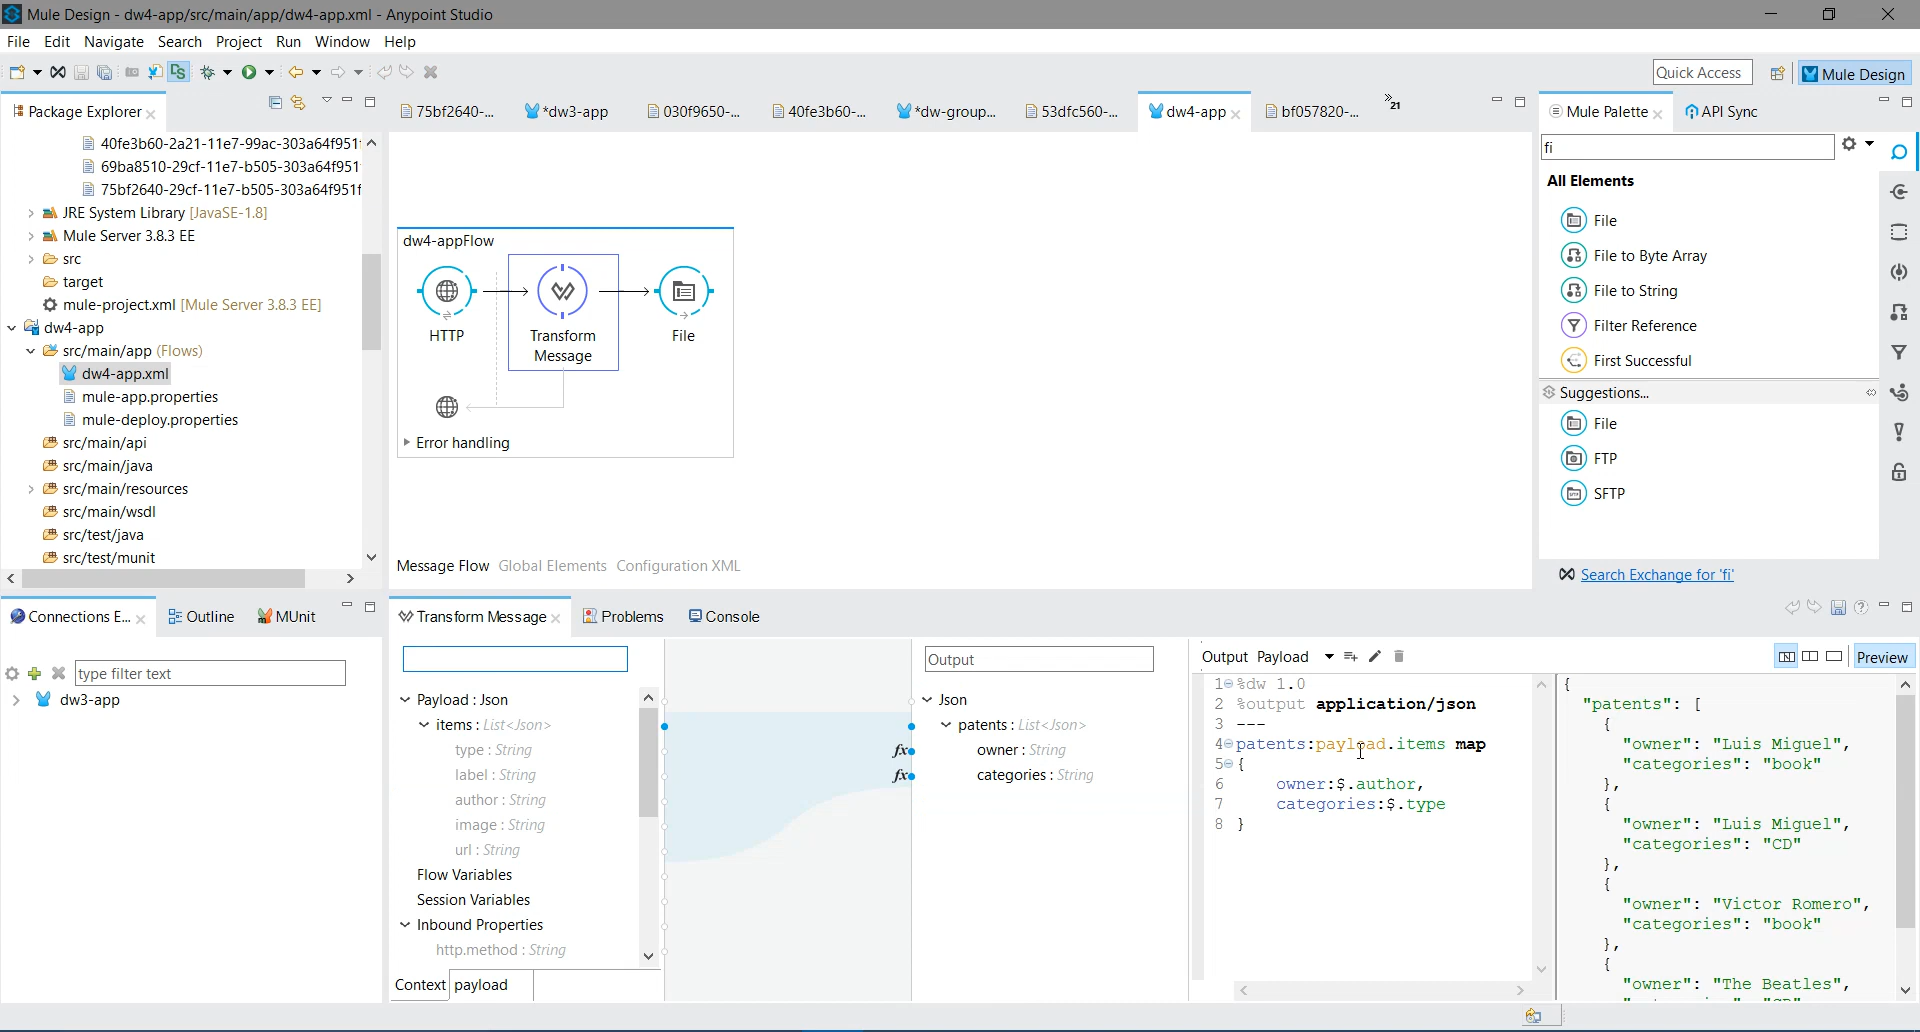 Mule Design - dw4-app/src/main/app/dw4-app.xml - Anypoint Studio
File Edit Navigate Search Project Run Window Help
Quick Access
Mule Design
Package Explorer
40fe3b60-2a21-11e7-99ac-303a64f951
69ba8510-29cf-11e7-b505-303a64f951
75bf2640-29cf-11e7-b505-303a64f951f
JRE System Library [JavaSE-1.8]
Mule Server 3.8.3 EE
src
target
mule-project.xml [Mule Server 3.8.3 EE]
dw4-app
src/main/app (Flows)
dw4-app.xml
mule-app.properties
mule-deploy.properties
src/main/api
src/main/java
src/main/resources
src/main/wsdl
src/test/java
src/test/munit
75bf2640-... *dw3-app 030f9650-... 40fe3b60-... *dw-group... 53dfc560-... dw4-app bf057820-... »21
dw4-appFlow
HTTP
Transform
Message
File
Error handling
Message Flow Global Elements Configuration XML
Mule Palette API Sync
fi
All Elements
File
File to Byte Array
File to String
Filter Reference
First Successful
Suggestions...
File
FTP
SFTP
Search Exchange for 'fi'
Connections E... Outline MUnit
type filter text
dw3-app
Transform Message Problems Console
Payload : Json
items : List<Json>
type : String
label : String
author : String
image : String
url : String
Flow Variables
Session Variables
Inbound Properties
http.method : String
Context payload
fx
fx
Output
Json
patents : List<Json>
owner : String
categories : String
Output Payload
Preview
1 %dw 1.0
2 %output application/json
3 ---
4 patents:payload.items map
5 {
6 owner:$.author,
7 categories:$.type
8 }
{
"patents": [
{
"owner": "Luis Miguel",
"categories": "book"
},
{
"owner": "Luis Miguel",
"categories": "CD"
},
{
"owner": "Victor Romero",
"categories": "book"
},
{
"owner": "The Beatles",